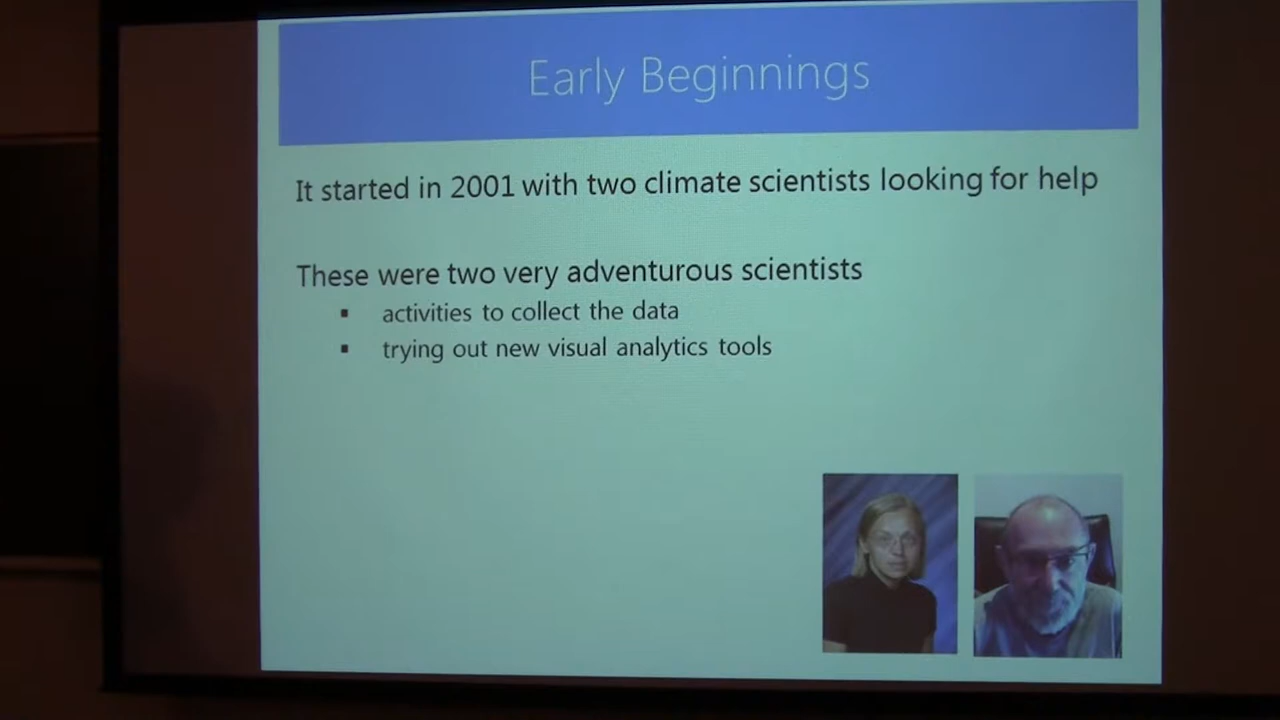 Early Beginnings
It started in 2001 with two climate scientists looking for help
These were two very adventurous scientists
▪ activities to collect the data
▪ trying out new visual analytics tools